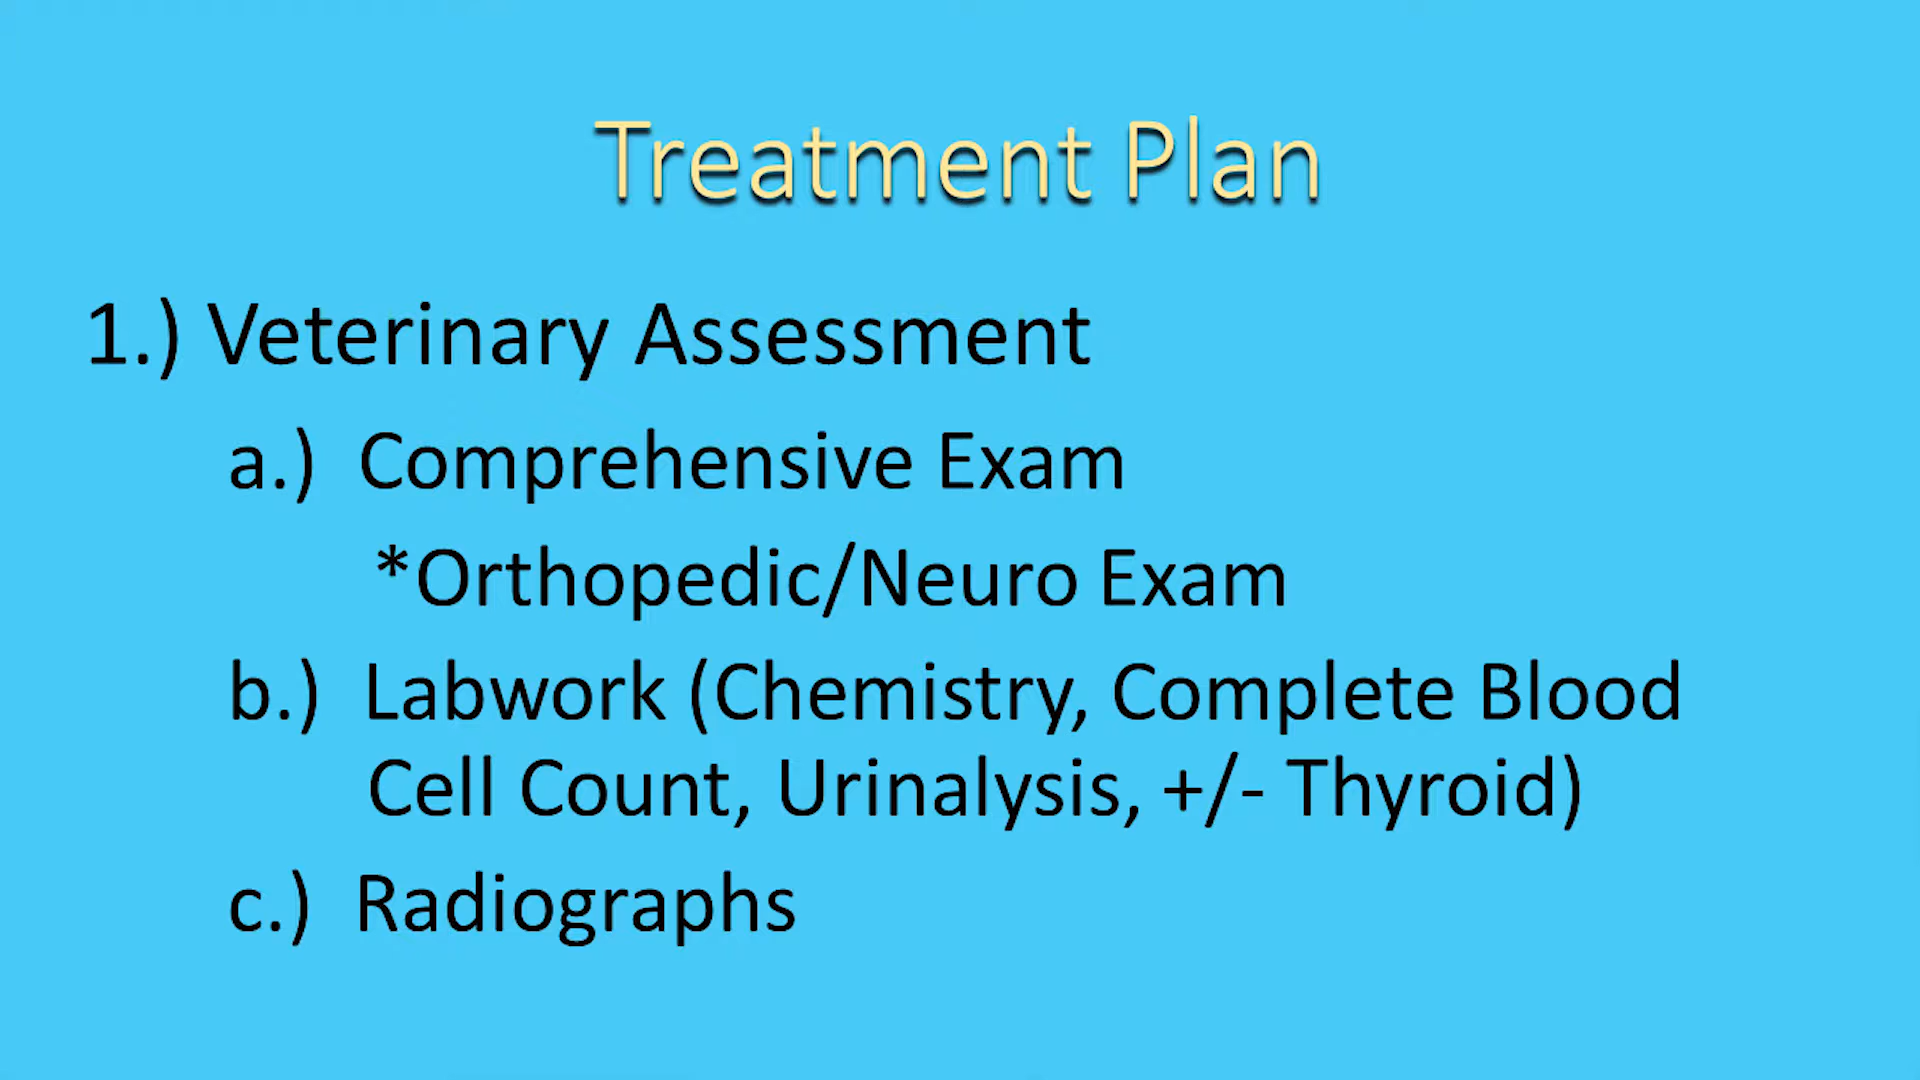 Treatment Plan
1.) Veterinary Assessment
a.) Comprehensive Exam
*Orthopedic/Neuro Exam
b.) Labwork (Chemistry, Complete Blood
Cell Count, Urinalysis, +/- Thyroid)
c.) Radiographs